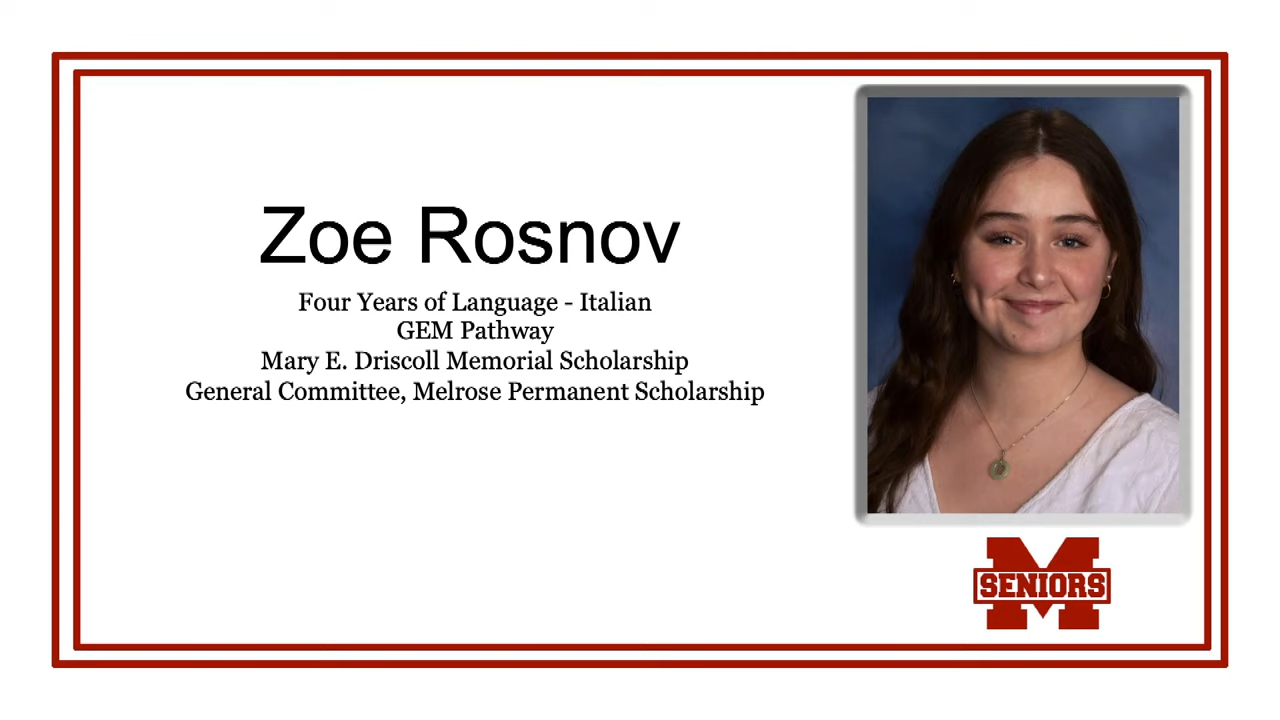 Zoe Rosnov
Four Years of Language - Italian
GEM Pathway
Mary E. Driscoll Memorial Scholarship
General Committee, Melrose Permanent Scholarship
M
SENIORS